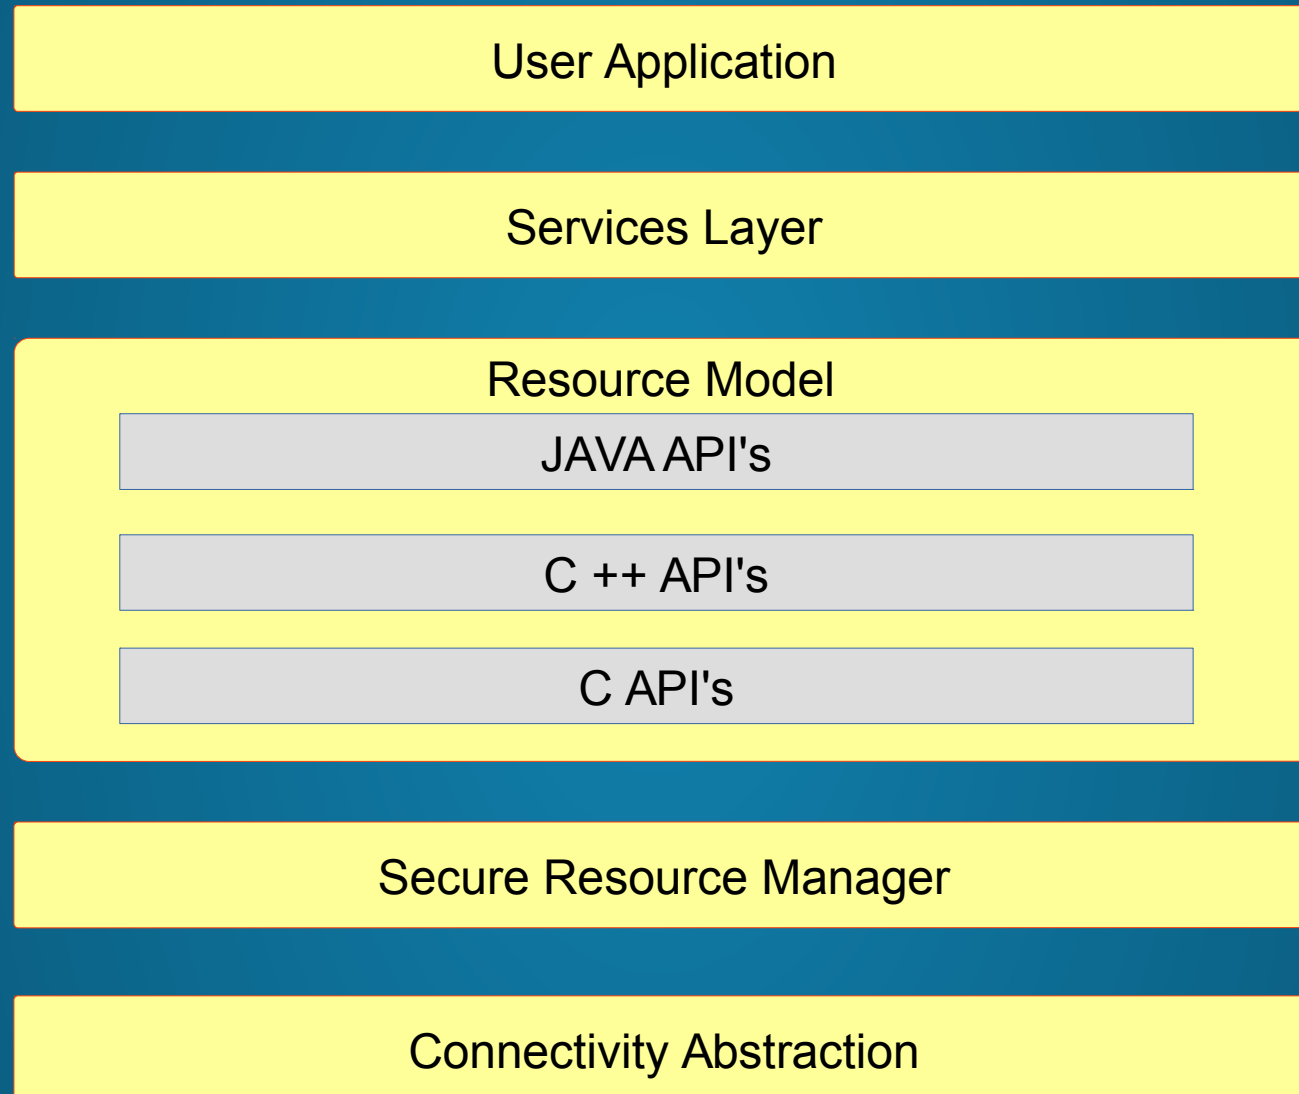 User Application
Services Layer
Resource Model
JAVA API's
C ++ API's
C API's
Secure Resource Manager
Connectivity Abstraction